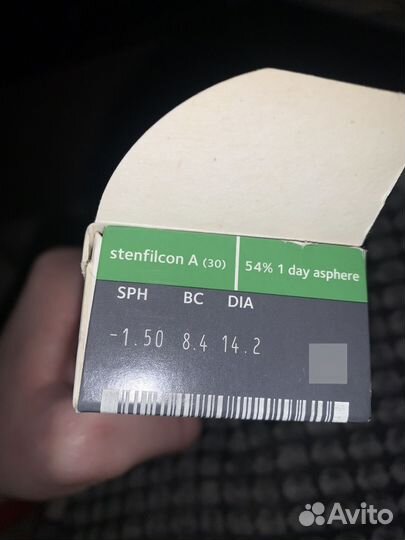 stenfilcon A (30) 54% 1 day asphere
SPH BC DIA
-1.50 8.4 14.2
Avito